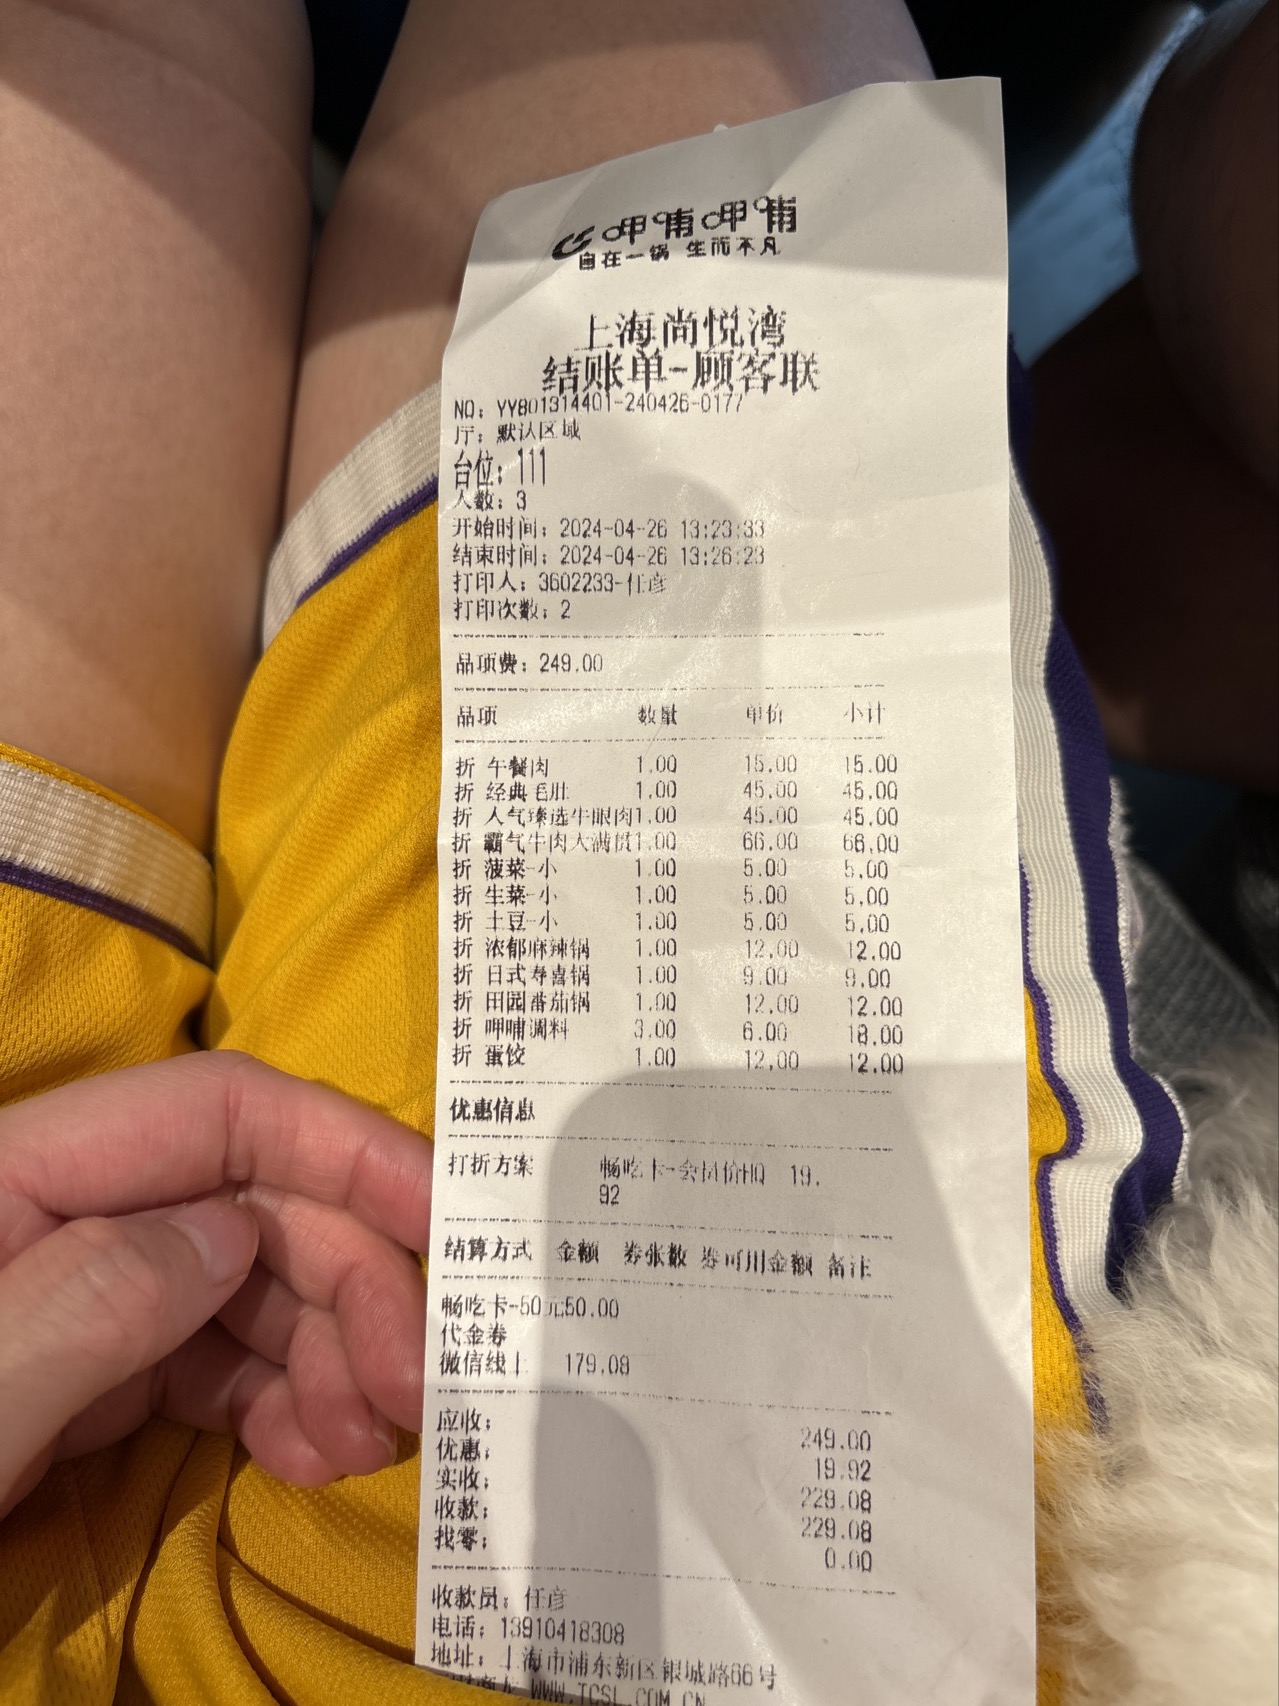 呷哺呷哺
自在一锅 生而不凡
上海尚悦湾
结账单-顾客联
NO: YY801314401-240426-0177
厅: 默认区域
台位: 111
人数: 3
开始时间: 2024-04-26 13:23:33
结束时间: 2024-04-26 13:26:23
打印人: 3602233-任彦
打印次数: 2
品项费: 249.00
品项 数量 单价 小计
折 午餐肉 1.00 15.00 15.00
折 经典毛肚 1.00 45.00 45.00
折 人气臻选牛眼肉1.00 45.00 45.00
折 霸气牛肉大满贯1.00 66.00 66.00
折 菠菜-小 1.00 5.00 5.00
折 生菜-小 1.00 5.00 5.00
折 土豆-小 1.00 5.00 5.00
折 浓郁麻辣锅 1.00 12.00 12.00
折 日式寿喜锅 1.00 9.00 9.00
折 田园番茄锅 1.00 12.00 12.00
折 呷哺调料 3.00 6.00 18.00
折 蛋饺 1.00 12.00 12.00
优惠信息
打折方案 畅吃卡-会员价HQ 19.
92
结算方式 金额 券张数 券可用金额 备注
畅吃卡-50元50.00
代金券
微信线上 179.08
应收: 249.00
优惠: 19.92
实收: 229.08
收款: 229.08
找零: 0.00
收款员: 任彦
电话: 13910418308
地址: 上海市浦东新区银城路66号
WWW.TCSL.COM.CN